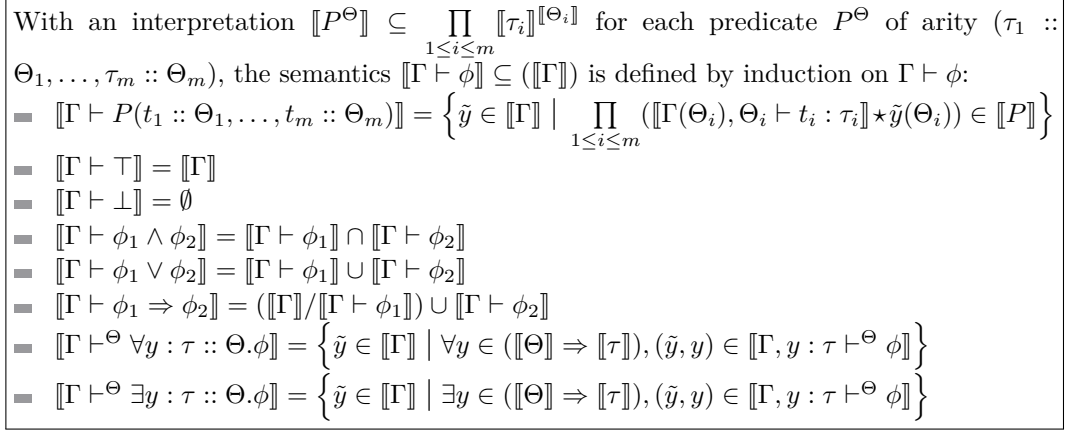 With an interpretation ⟦P^Θ⟧ ⊆ ∏_{1≤i≤m} ⟦τ_i⟧^{⟦Θ_i⟧} for each predicate P^Θ of arity (τ_1 ::
Θ_1, . . . , τ_m :: Θ_m), the semantics ⟦Γ ⊢ ϕ⟧ ⊆ (⟦Γ⟧) is defined by induction on Γ ⊢ ϕ:
⟦Γ ⊢ P(t_1 :: Θ_1, . . . , t_m :: Θ_m)⟧ = {ỹ ∈ ⟦Γ⟧ | ∏_{1≤i≤m} (⟦Γ(Θ_i), Θ_i ⊢ t_i : τ_i⟧ ⋆ ỹ(Θ_i)) ∈ ⟦P⟧}
⟦Γ ⊢ ⊤⟧ = ⟦Γ⟧
⟦Γ ⊢ ⊥⟧ = ∅
⟦Γ ⊢ ϕ_1 ∧ ϕ_2⟧ = ⟦Γ ⊢ ϕ_1⟧ ∩ ⟦Γ ⊢ ϕ_2⟧
⟦Γ ⊢ ϕ_1 ∨ ϕ_2⟧ = ⟦Γ ⊢ ϕ_1⟧ ∪ ⟦Γ ⊢ ϕ_2⟧
⟦Γ ⊢ ϕ_1 ⇒ ϕ_2⟧ = (⟦Γ⟧/⟦Γ ⊢ ϕ_1⟧) ∪ ⟦Γ ⊢ ϕ_2⟧
⟦Γ ⊢^Θ ∀y : τ :: Θ.ϕ⟧ = {ỹ ∈ ⟦Γ⟧ | ∀y ∈ (⟦Θ⟧ ⇒ ⟦τ⟧), (ỹ, y) ∈ ⟦Γ, y : τ ⊢^Θ ϕ⟧}
⟦Γ ⊢^Θ ∃y : τ :: Θ.ϕ⟧ = {ỹ ∈ ⟦Γ⟧ | ∃y ∈ (⟦Θ⟧ ⇒ ⟦τ⟧), (ỹ, y) ∈ ⟦Γ, y : τ ⊢^Θ ϕ⟧}